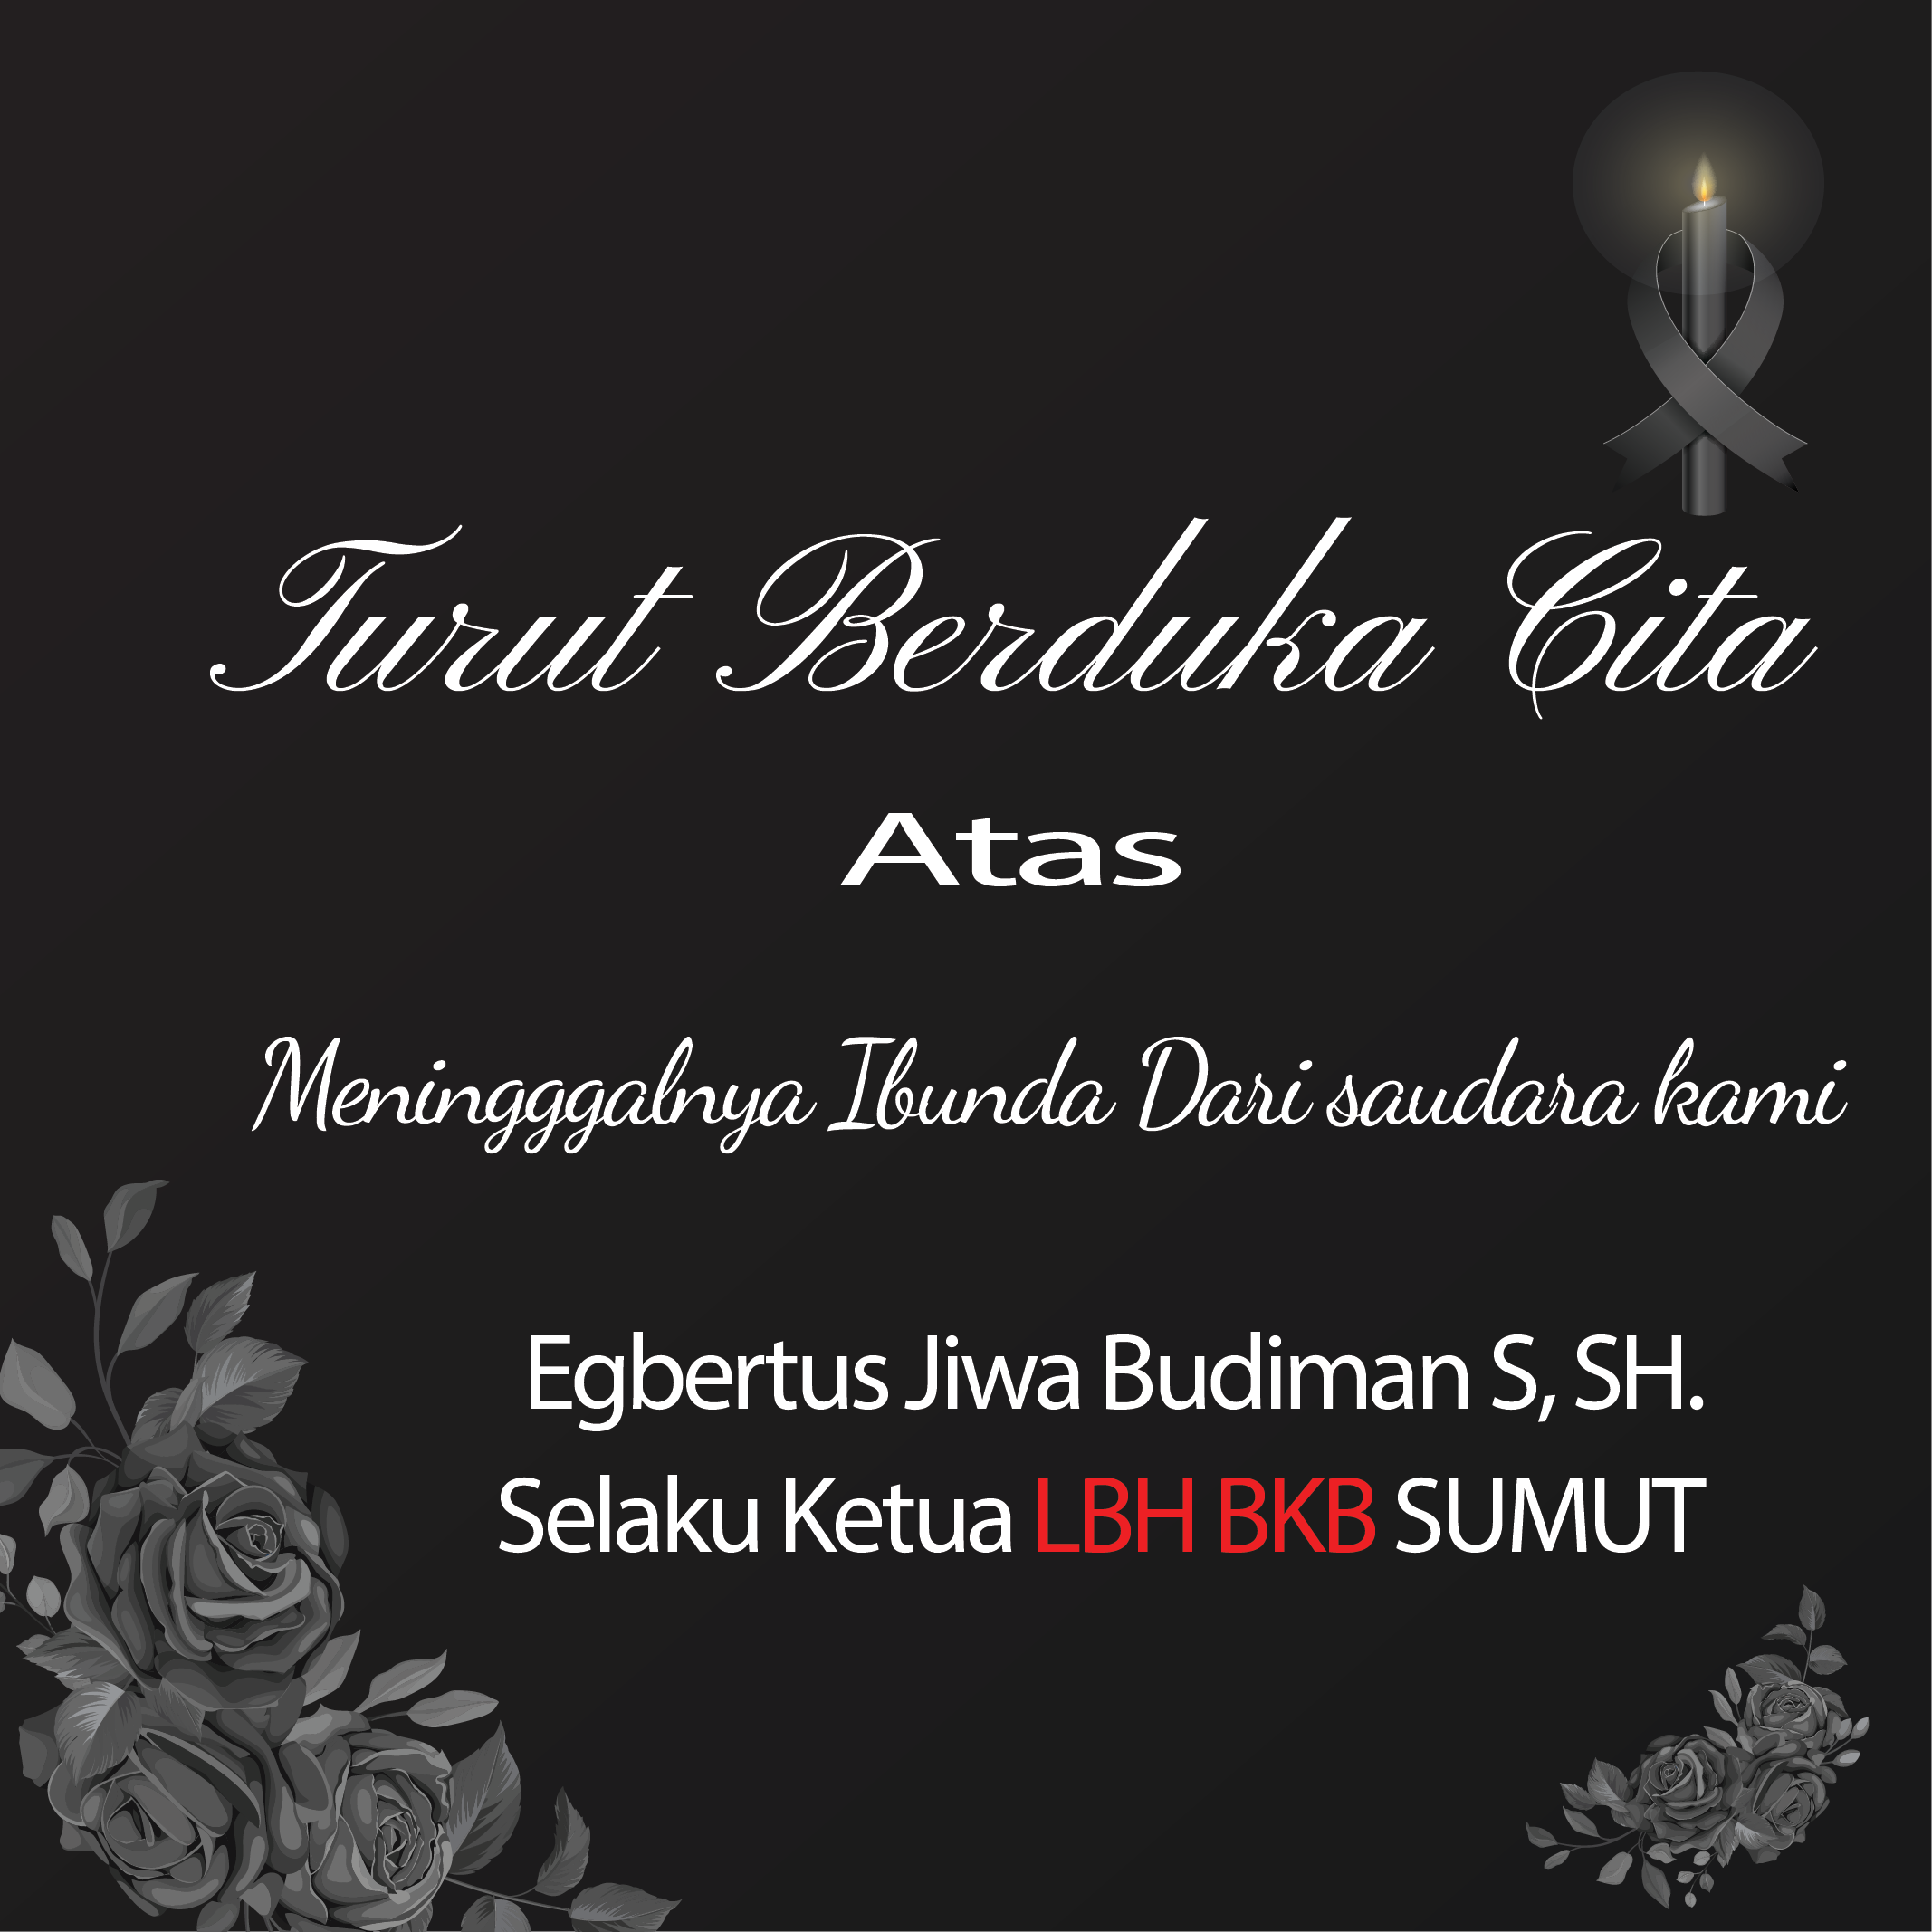 Turut Berduka Cita
Atas
Meningggalnya Ibunda Dari saudara kami
Egbertus Jiwa Budiman S, SH.
Selaku Ketua LBH BKB SUMUT